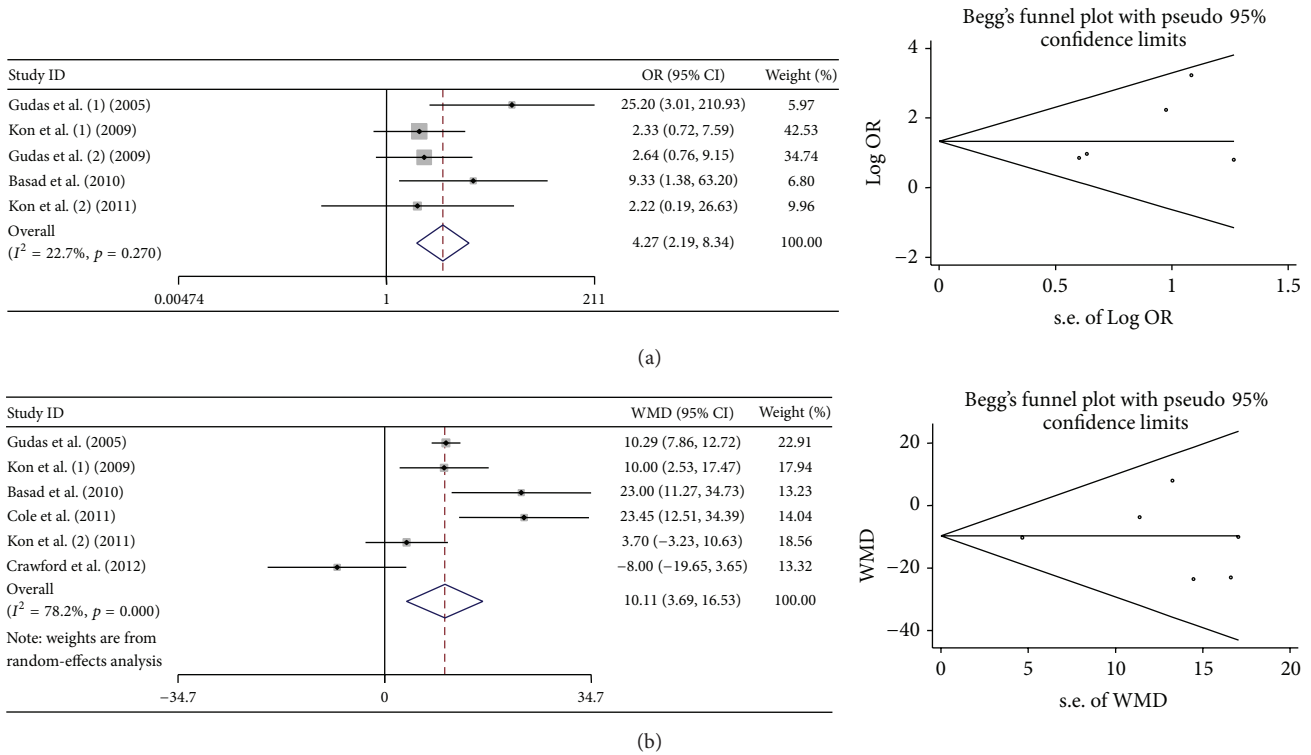 Study ID OR (95% CI) Weight (%)
Gudas et al. (1) (2005) 25.20 (3.01, 210.93) 5.97
Kon et al. (1) (2009) 2.33 (0.72, 7.59) 42.53
Gudas et al. (2) (2009) 2.64 (0.76, 9.15) 34.74
Basad et al. (2010) 9.33 (1.38, 63.20) 6.80
Kon et al. (2) (2011) 2.22 (0.19, 26.63) 9.96
Overall
(I² = 22.7%, p = 0.270) 4.27 (2.19, 8.34) 100.00
0.00474 1 211
Begg's funnel plot with pseudo 95%
confidence limits
4
2
0
−2
Log OR
0 0.5 1 1.5
s.e. of Log OR
(a)
Study ID WMD (95% CI) Weight (%)
Gudas et al. (2005) 10.29 (7.86, 12.72) 22.91
Kon et al. (1) (2009) 10.00 (2.53, 17.47) 17.94
Basad et al. (2010) 23.00 (11.27, 34.73) 13.23
Cole et al. (2011) 23.45 (12.51, 34.39) 14.04
Kon et al. (2) (2011) 3.70 (−3.23, 10.63) 18.56
Crawford et al. (2012) −8.00 (−19.65, 3.65) 13.32
Overall
(I² = 78.2%, p = 0.000) 10.11 (3.69, 16.53) 100.00
Note: weights are from
random-effects analysis
−34.7 0 34.7
Begg's funnel plot with pseudo 95%
confidence limits
20
0
−20
−40
WMD
0 5 10 15 20
s.e. of WMD
(b)